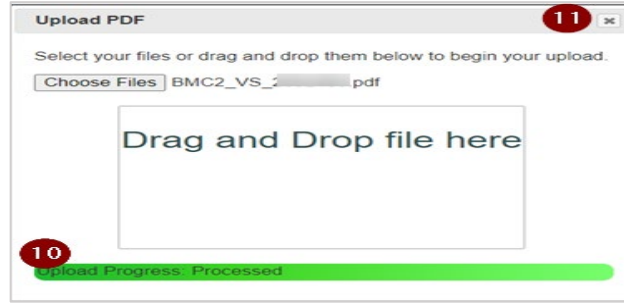 Upload PDF
11
x
Select your files or drag and drop them below to begin your upload.
Choose Files BMC2_VS_ .pdf
Drag and Drop file here
10
Upload Progress: Processed